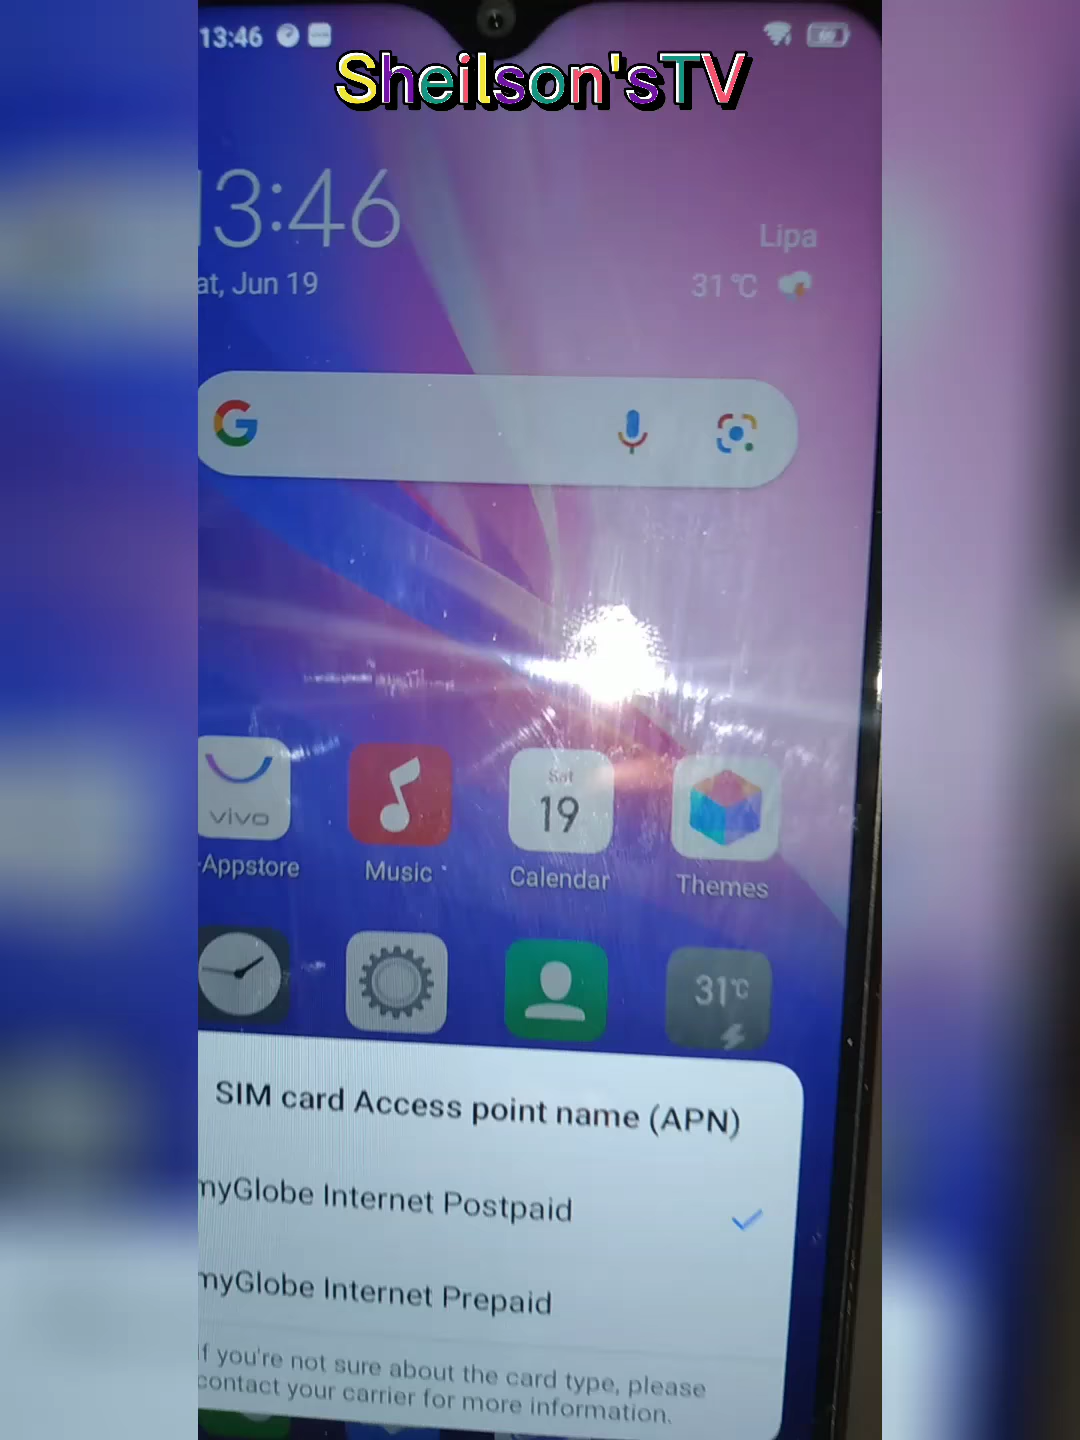 13:46
Sheilson'sTV
13:46
at, Jun 19
Lipa
31°C
G
vivo
-Appstore
Music
Sat
19
Calendar
Themes
31°C
SIM card Access point name (APN)
myGlobe Internet Postpaid
myGlobe Internet Prepaid
If you're not sure about the card type, please
contact your carrier for more information.